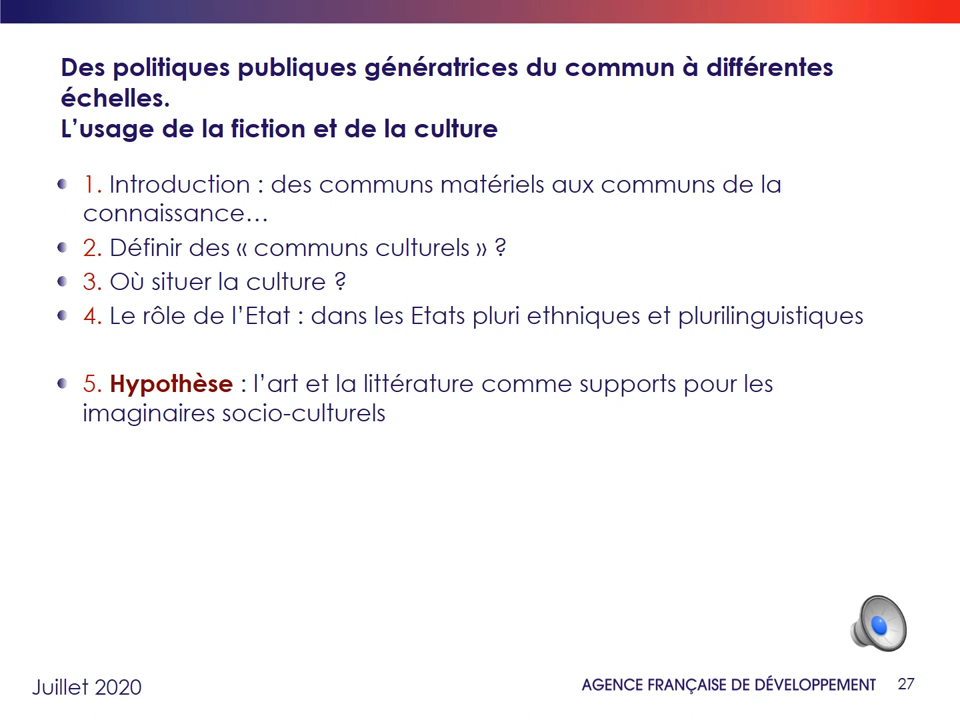 Des politiques publiques génératrices du commun à différentes
échelles.
L’usage de la fiction et de la culture
1. Introduction : des communs matériels aux communs de la
connaissance…
2. Définir des « communs culturels » ?
3. Où situer la culture ?
4. Le rôle de l’Etat : dans les Etats pluri ethniques et plurilinguistiques
5. Hypothèse : l’art et la littérature comme supports pour les
imaginaires socio-culturels
Juillet 2020
AGENCE FRANÇAISE DE DÉVELOPPEMENT
27